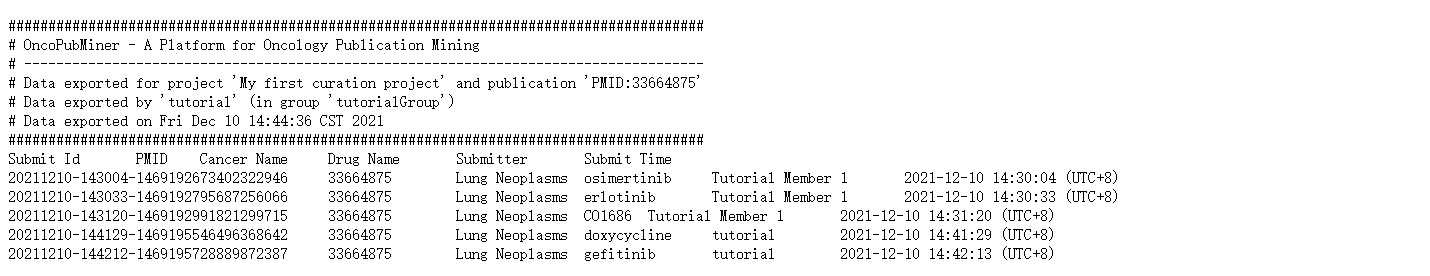 #######################################################################################
# OncoPubMiner - A Platform for Oncology Publication Mining
# -------------------------------------------------------------------------------------
# Data exported for project 'My first curation project' and publication 'PMID:33664875'
# Data exported by 'tutorial' (in group 'tutorialGroup')
# Data exported on Fri Dec 10 14:44:36 CST 2021
#######################################################################################
Submit Id PMID Cancer Name Drug Name Submitter Submit Time
20211210-143004-1469192673402322946 33664875 Lung Neoplasms osimertinib Tutorial Member 1 2021-12-10 14:30:04 (UTC+8)
20211210-143033-1469192795687256066 33664875 Lung Neoplasms erlotinib Tutorial Member 1 2021-12-10 14:30:33 (UTC+8)
20211210-143120-1469192991821299715 33664875 Lung Neoplasms CO1686 Tutorial Member 1 2021-12-10 14:31:20 (UTC+8)
20211210-144129-1469195546496368642 33664875 Lung Neoplasms doxycycline tutorial 2021-12-10 14:41:29 (UTC+8)
20211210-144212-1469195728889872387 33664875 Lung Neoplasms gefitinib tutorial 2021-12-10 14:42:13 (UTC+8)